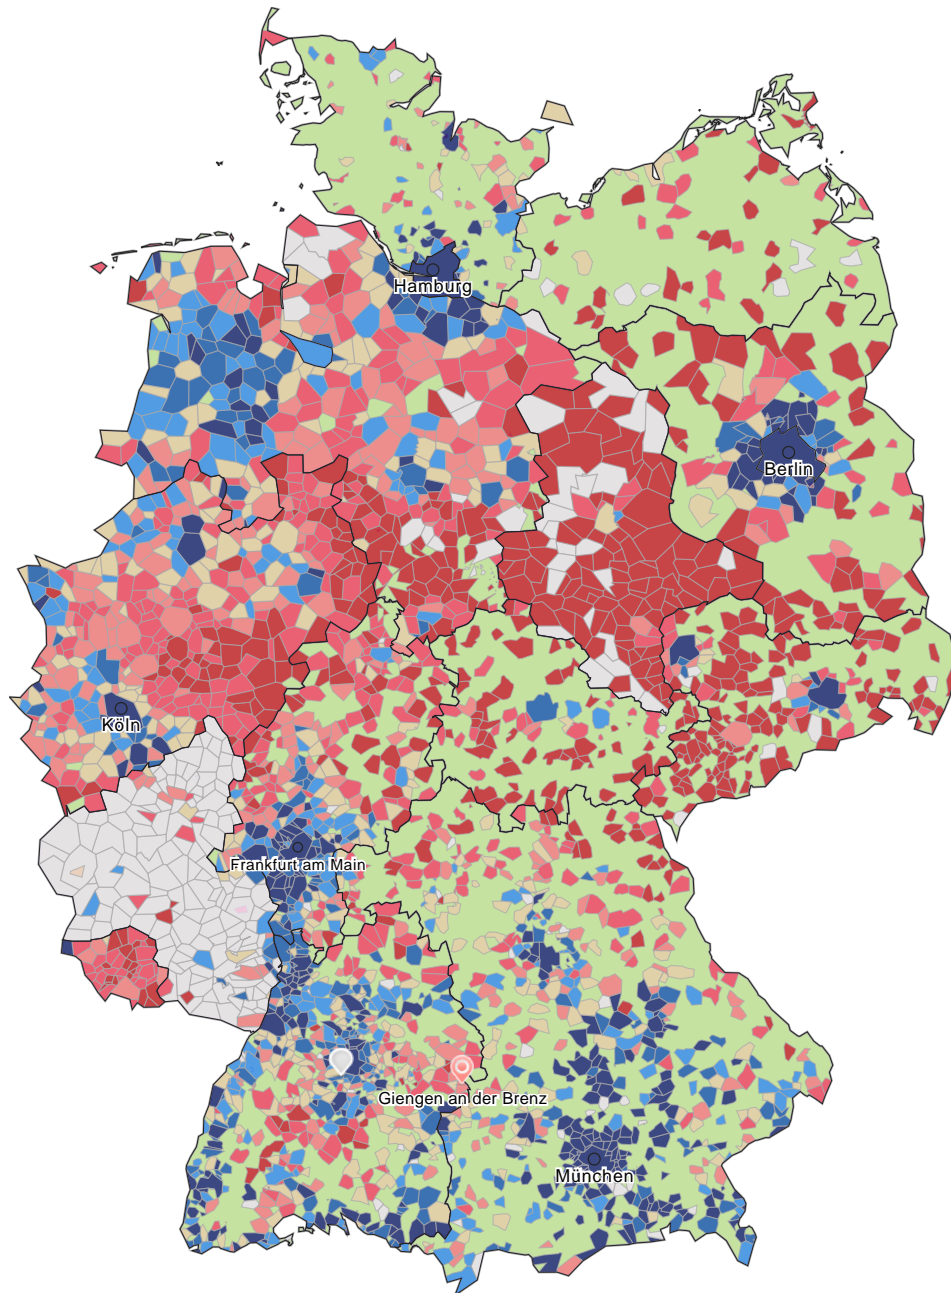 Hamburg
Berlin
Köln
Frankfurt am Main
Giengen an der Brenz
München